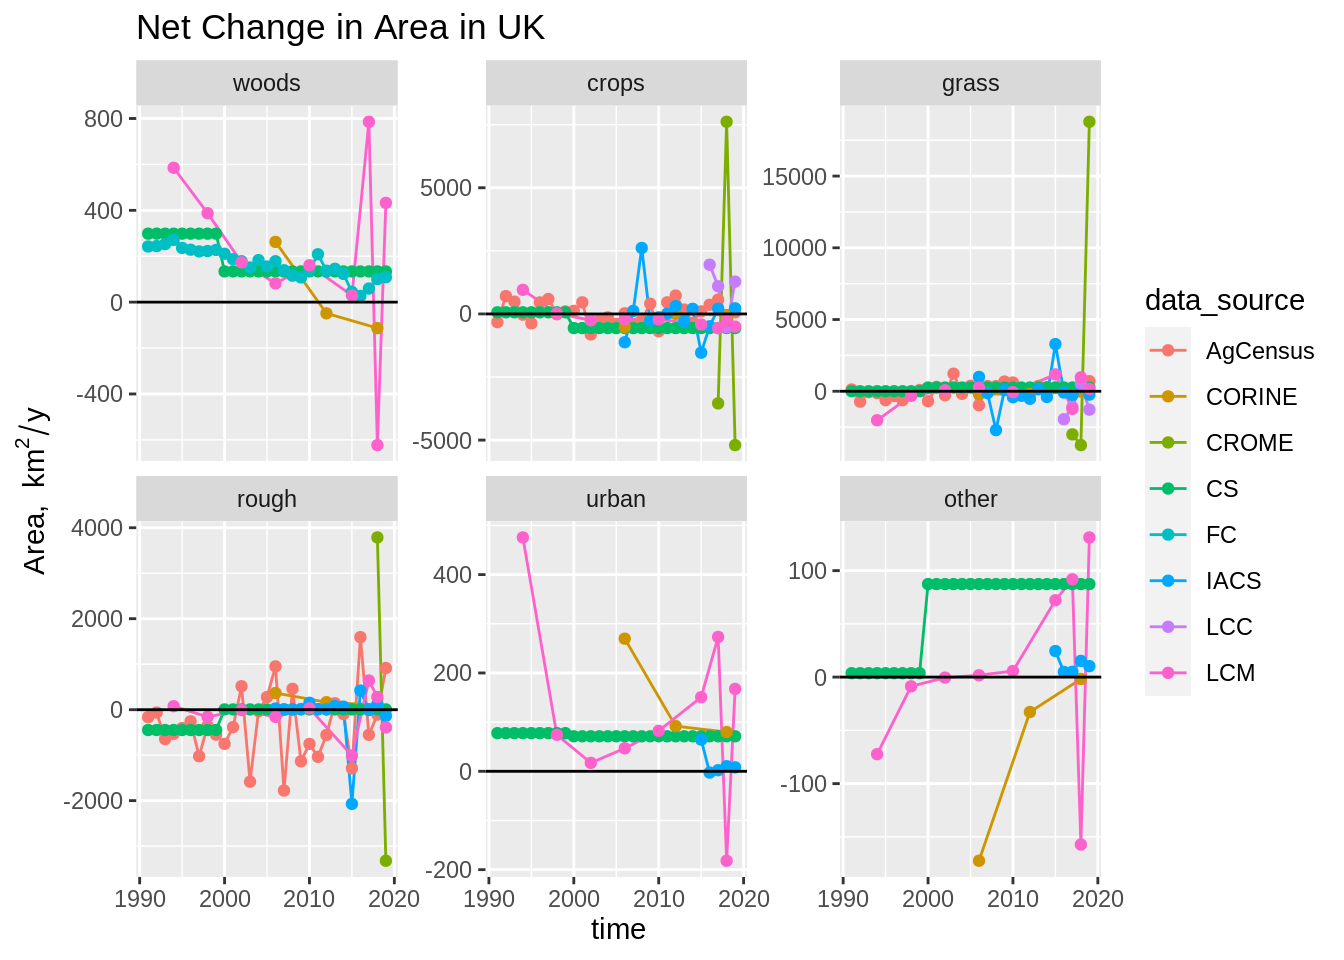 Net Change in Area in UK
woods
crops
grass
800
400
0
-400
5000
0
-5000
15000
10000
5000
0
rough
urban
other
4000
2000
0
-2000
400
200
0
-200
100
0
-100
1990 2000 2010 2020
1990 2000 2010 2020
1990 2000 2010 2020
time
Area, km²/y
data_source
AgCensus
CORINE
CROME
CS
FC
IACS
LCC
LCM